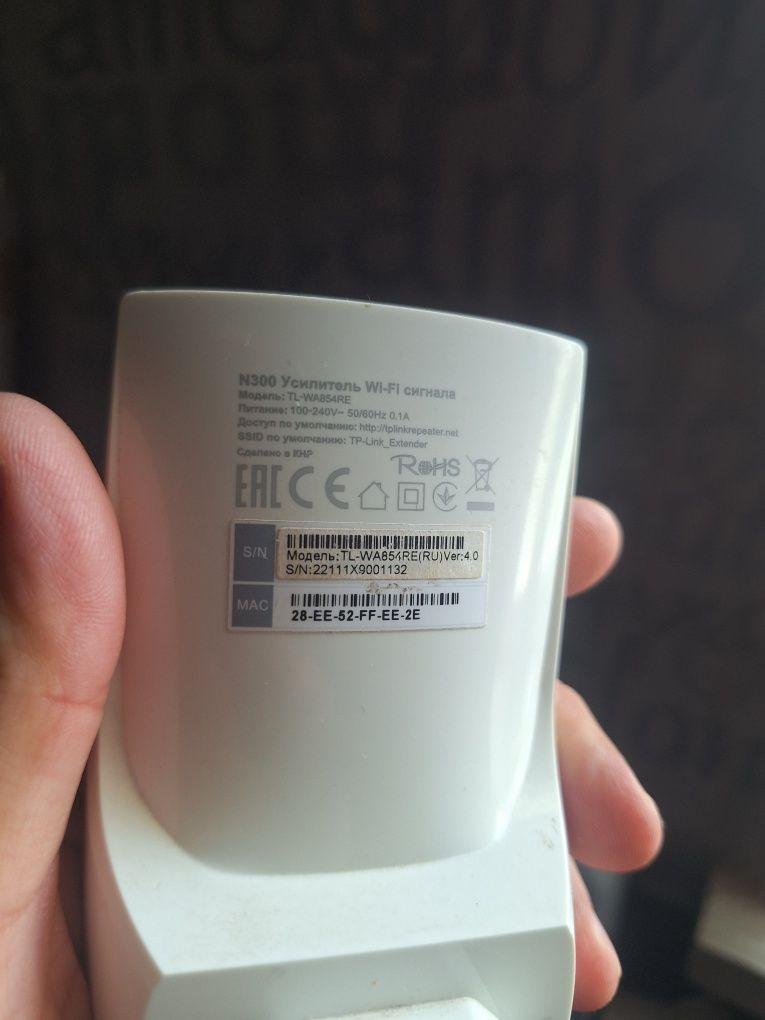 N300 Усилитель Wi-Fi сигнала
Модель: TL-WA854RE
Питание: 100-240V~ 50/60Hz 0.1A
Доступ по умолчанию: http://tplinkrepeater.net
SSID по умолчанию: TP-Link_Extender
Сделано в КНР
RoHS
EAC CE
S/N
Модель:TL-WA854RE(RU)Ver:4.0
S/N:22111X9001132
MAC
28-EE-52-FF-EE-2E